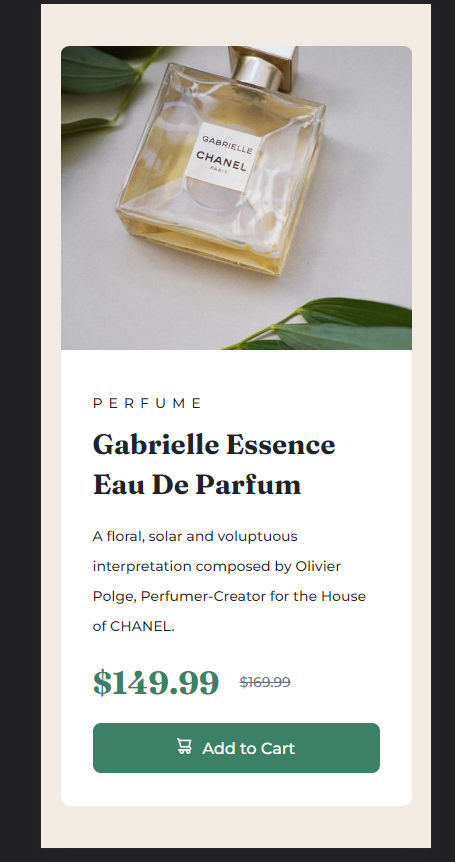 GABRIELLE
CHANEL
PARIS
PERFUME
Gabrielle Essence
Eau De Parfum
A floral, solar and voluptuous
interpretation composed by Olivier
Polge, Perfumer-Creator for the House
of CHANEL.
$149.99 $169.99
Add to Cart